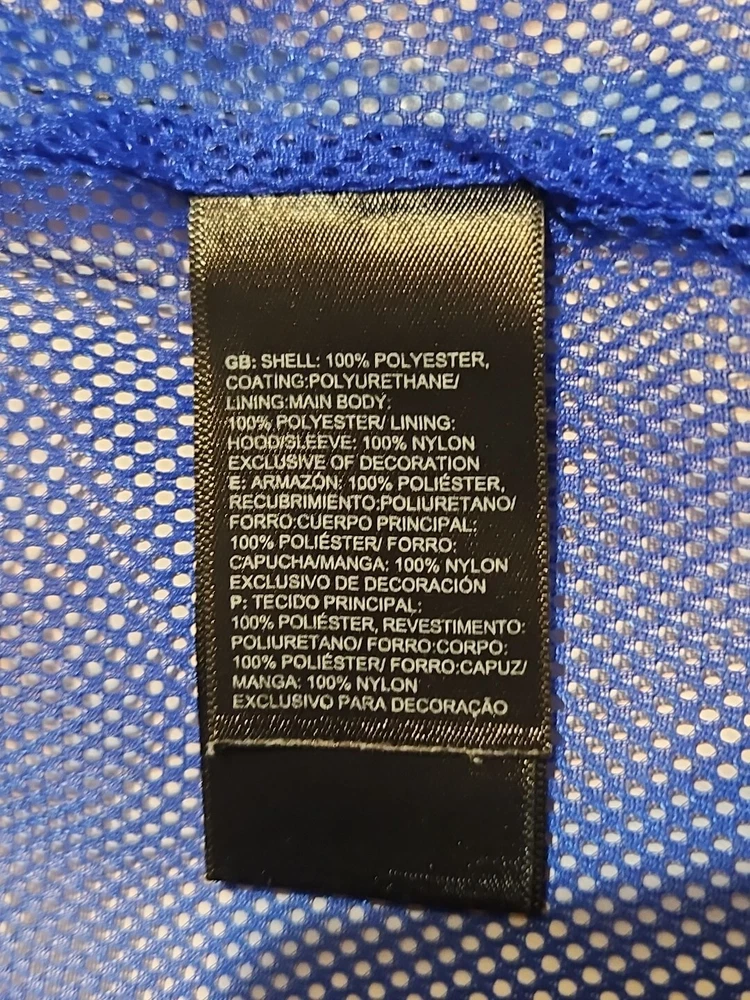 GB: SHELL: 100% POLYESTER,
COATING:POLYURETHANE/
LINING:MAIN BODY:
100% POLYESTER/ LINING:
HOOD/SLEEVE: 100% NYLON
EXCLUSIVE OF DECORATION
E: ARMAZÓN: 100% POLIÉSTER,
RECUBRIMIENTO:POLIURETANO/
FORRO:CUERPO PRINCIPAL:
100% POLIÉSTER/ FORRO:
CAPUCHA/MANGA: 100% NYLON
EXCLUSIVO DE DECORACIÓN
P: TECIDO PRINCIPAL:
100% POLIÉSTER, REVESTIMENTO:
POLIURETANO/ FORRO:CORPO:
100% POLIÉSTER/ FORRO:CAPUZ/
MANGA: 100% NYLON
EXCLUSIVO PARA DECORAÇÃO